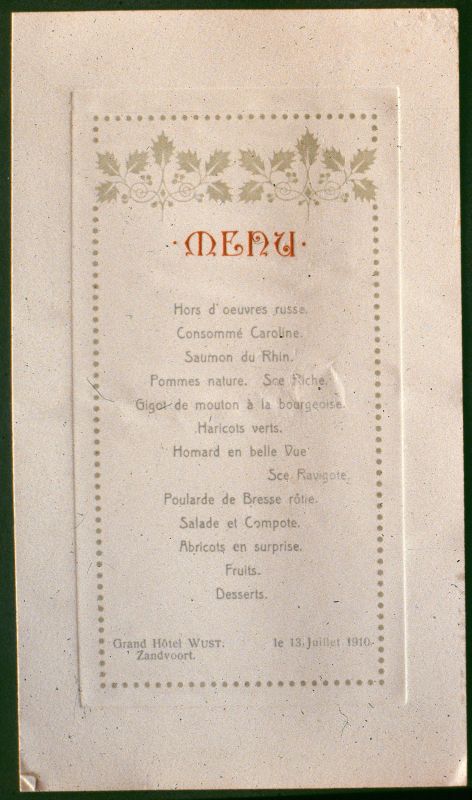 ·MENU·
Hors d'oeuvres russe.
Consommé Caroline.
Saumon du Rhin.
Pommes nature. Sce Riche.
Gigot de mouton à la bourgeoise.
Haricots verts.
Homard en belle Vue
Sce Ravigote.
Poularde de Bresse rôtie.
Salade et Compote.
Abricots en surprise.
Fruits.
Desserts.
Grand Hôtel WUST. le 13 Juillet 1910.
Zandvoort.